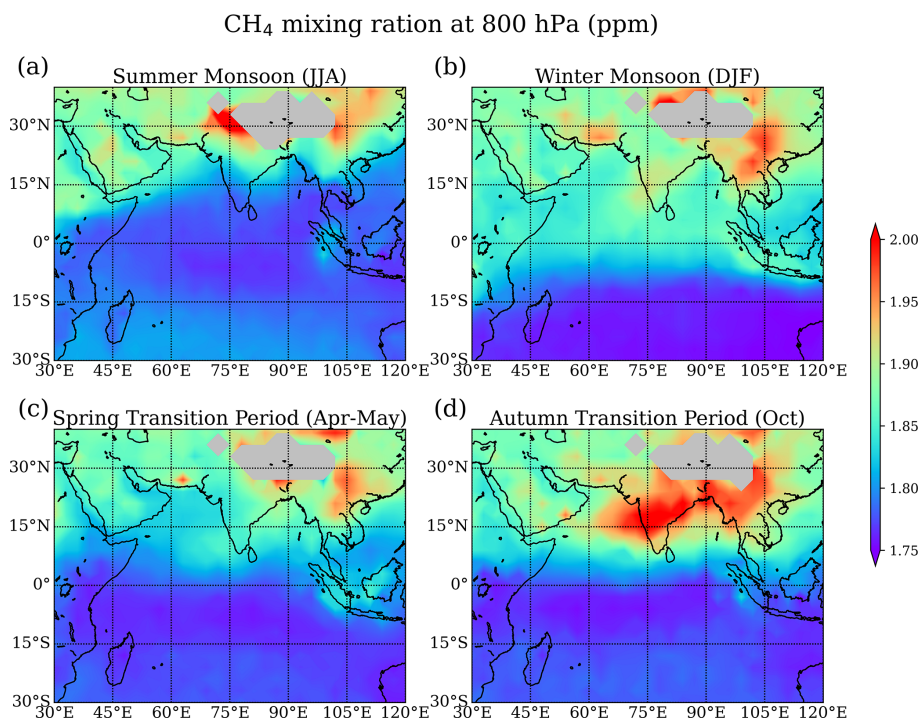 CH₄ mixing ration at 800 hPa (ppm)
(a)
Summer Monsoon (JJA)
30°N
15°N
0°
15°S
30°S
30°E 45°E 60°E 75°E 90°E 105°E 120°E
(b)
Winter Monsoon (DJF)
30°N
15°N
0°
15°S
30°S
30°E 45°E 60°E 75°E 90°E 105°E 120°E
(c)
Spring Transition Period (Apr-May)
30°N
15°N
0°
15°S
30°S
30°E 45°E 60°E 75°E 90°E 105°E 120°E
(d)
Autumn Transition Period (Oct)
30°N
15°N
0°
15°S
30°S
30°E 45°E 60°E 75°E 90°E 105°E 120°E
2.00
1.95
1.90
1.85
1.80
1.75